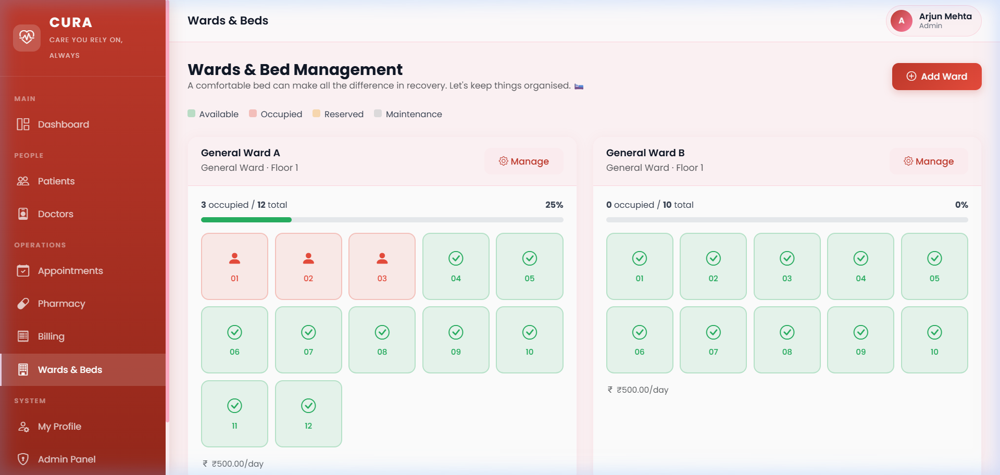 CURA
CARE YOU RELY ON,
ALWAYS
MAIN
Dashboard
PEOPLE
Patients
Doctors
OPERATIONS
Appointments
Pharmacy
Billing
Wards & Beds
SYSTEM
My Profile
Admin Panel
Wards & Beds
A
Arjun Mehta
Admin
Wards & Bed Management
A comfortable bed can make all the difference in recovery. Let's keep things organised. 🛏️
Add Ward
Available
Occupied
Reserved
Maintenance
General Ward A
General Ward · Floor 1
Manage
3 occupied / 12 total
25%
01
02
03
04
05
06
07
08
09
10
11
12
₹ ₹500.00/day
General Ward B
General Ward · Floor 1
Manage
0 occupied / 10 total
0%
01
02
03
04
05
06
07
08
09
10
₹ ₹500.00/day